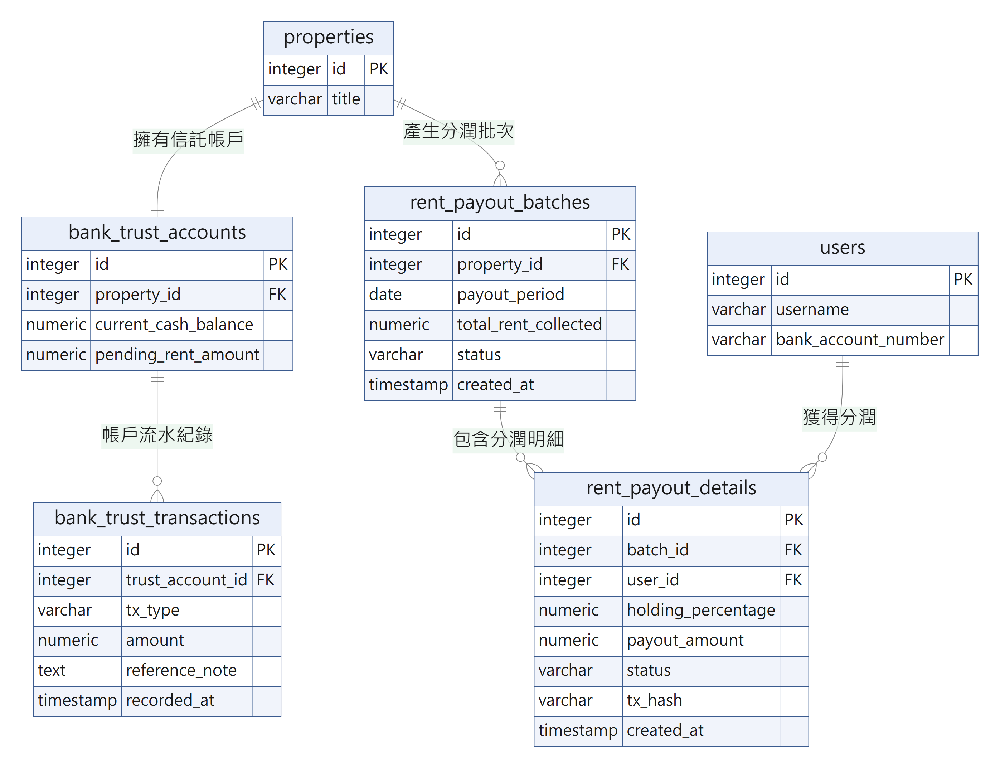 properties
integer id PK
varchar title
擁有信託帳戶
產生分潤批次
bank_trust_accounts
integer id PK
integer property_id FK
numeric current_cash_balance
numeric pending_rent_amount
rent_payout_batches
integer id PK
integer property_id FK
date payout_period
numeric total_rent_collected
varchar status
timestamp created_at
users
integer id PK
varchar username
varchar bank_account_number
帳戶流水紀錄
包含分潤明細
獲得分潤
bank_trust_transactions
integer id PK
integer trust_account_id FK
varchar tx_type
numeric amount
text reference_note
timestamp recorded_at
rent_payout_details
integer id PK
integer batch_id FK
integer user_id FK
numeric holding_percentage
numeric payout_amount
varchar status
varchar tx_hash
timestamp created_at